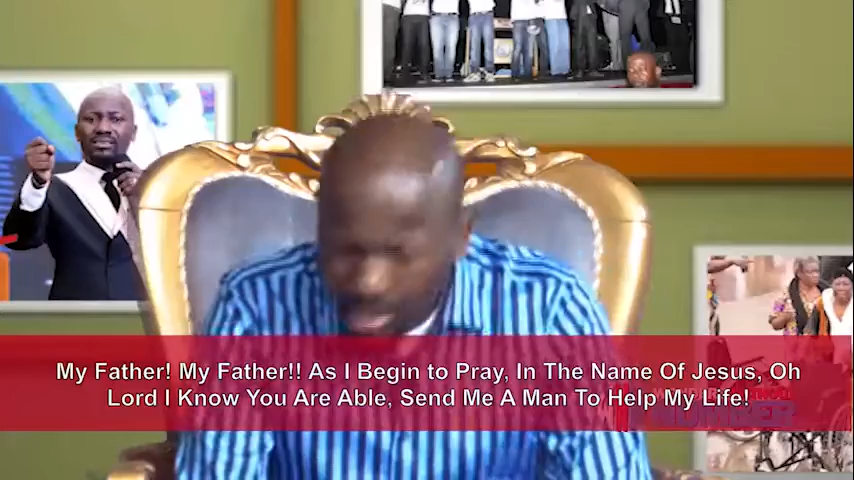 My Father! My Father!! As I Begin to Pray, In The Name Of Jesus, Oh
Lord I Know You Are Able, Send Me A Man To Help My Life!
NUMBER